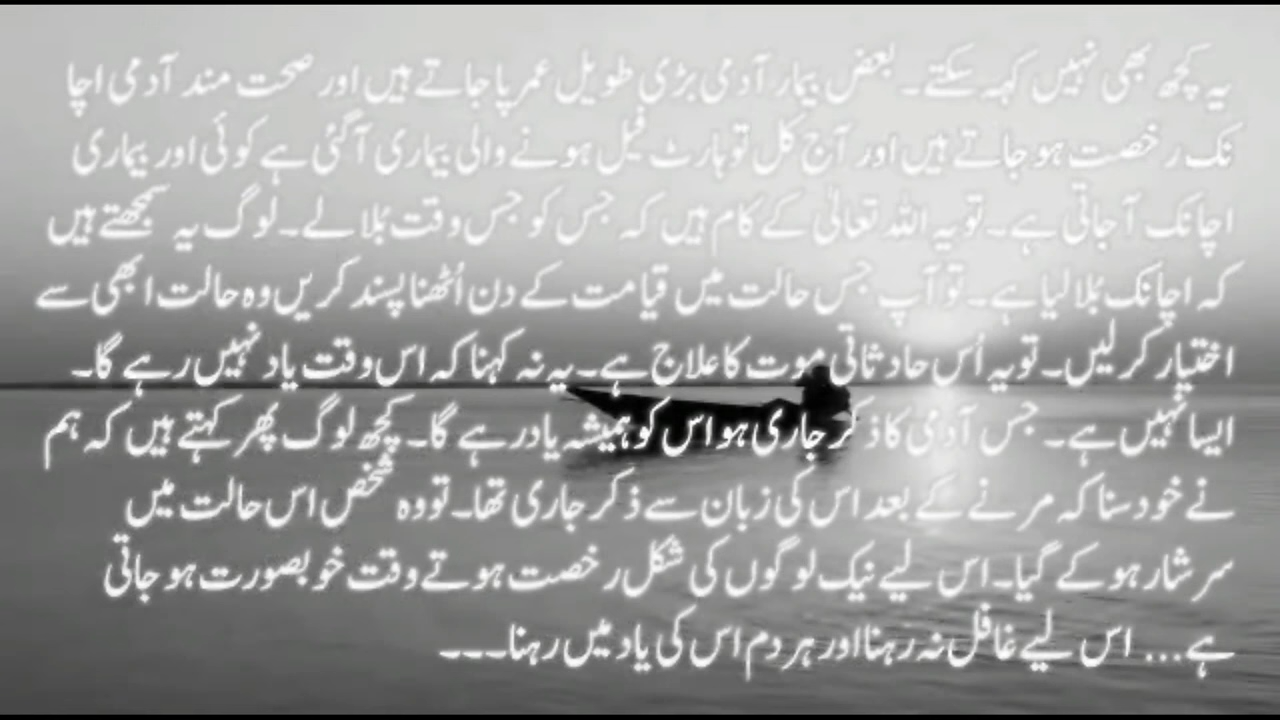 یہ کچھ بھی نہیں کہہ سکتے۔ بعض بیمار آدمی بڑی طویل عمر پا جاتے ہیں اور صحت مند آدمی اچا
نک رخصت ہو جاتے ہیں اور آج کل تو ہارٹ فیل ہونے والی بیماری آگئی ہے کوئی اور بیماری
اچانک آجاتی ہے۔ تو یہ اللہ تعالیٰ کے کام ہیں کہ جس کو جس وقت بُلا لے۔ لوگ یہ سمجھتے ہیں
کہ اچانک بُلا لیا ہے۔ تو آپ جس حالت میں قیامت کے دن اُٹھنا پسند کریں وہ حالت ابھی سے
اختیار کر لیں۔ تو یہ اُس حادثاتی موت کا علاج ہے۔ یہ نہ کہنا کہ اس وقت یاد نہیں رہے گا۔
ایسا نہیں ہے۔ جس آدمی کا ذکر جاری ہو اس کو ہمیشہ یاد رہے گا۔ کچھ لوگ پھر کہتے ہیں کہ ہم
نے خود سنا کہ مرنے کے بعد اس کی زبان سے ذکر جاری تھا۔ تو وہ شخص اس حالت میں
سرشار ہو کے گیا۔ اس لیے نیک لوگوں کی شکل رخصت ہوتے وقت خوبصورت ہو جاتی
ہے... اس لیے غافل نہ رہنا اور ہر دم اس کی یاد میں رہنا۔۔۔